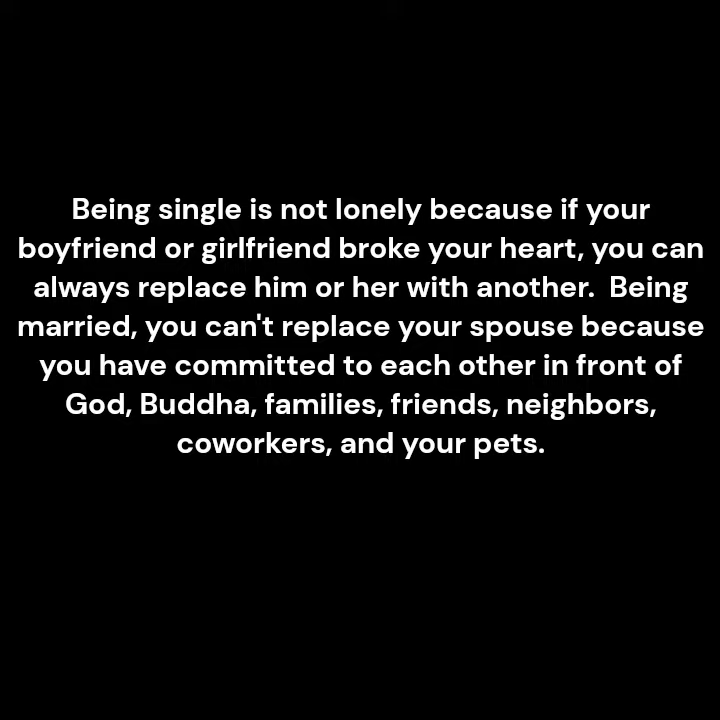 Being single is not lonely because if your
boyfriend or girlfriend broke your heart, you can
always replace him or her with another.  Being
married, you can't replace your spouse because
you have committed to each other in front of
God, Buddha, families, friends, neighbors,
coworkers, and your pets.